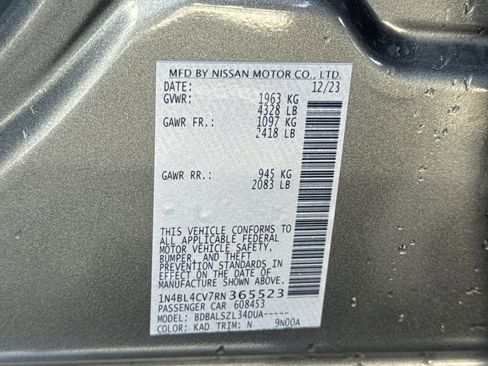 MFD BY NISSAN MOTOR CO., LTD.
DATE: 12/23
GVWR: 1963 KG
4328 LB
GAWR FR.: 1097 KG
2418 LB
GAWR RR.: 945 KG
2083 LB
THIS VEHICLE CONFORMS TO
ALL APPLICABLE FEDERAL
MOTOR VEHICLE SAFETY,
BUMPER, AND THEFT
PREVENTION STANDARDS IN
EFFECT ON THE DATE OF
MANUFACTURE SHOWN ABOVE.
1N4BL4CV7RN365523
PASSENGER CAR 608453
MODEL: BDBALSZL34DUA-----
COLOR: KAD TRIM: N 9N00A